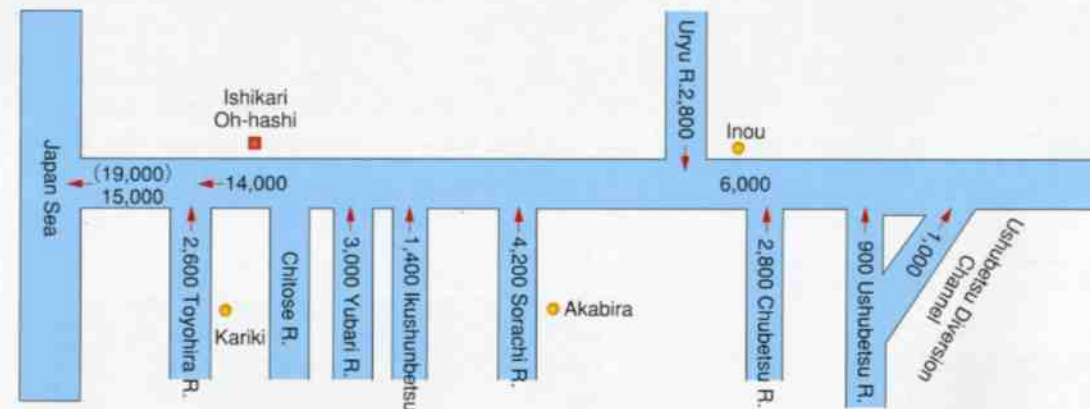 Japan Sea
(19,000)
15,000
14,000
Ishikari
Oh-hashi
Uryu R.2,800
Inou
6,000
2,600 Toyohira R.
Kariki
Chitose R.
3,000 Yubari R.
1,400 Ikushunbetsu
4,200 Sorachi R.
Akabira
2,800 Chubetsu R.
900 Ushubetsu R.
1,000
Ushubetsu Diversion
Channel